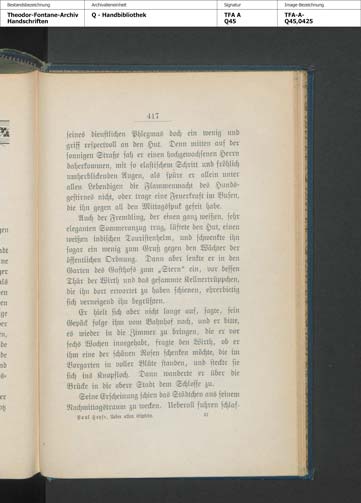 Bestandsbezeichnung
Archivalieneinheit
Signatur
Image-Bezeichnung
Theodor-Fontane-Archiv
Handschriften
Q - Handbibliothek
TFA A
Q45
TFA-A-
Q45,0425
417
seines dienstlichen Phlegmas doch ein wenig und
griff respectvoll an den Hut. Denn mitten auf der
sonnigen Straße sah er einen hochgewachsenen Herrn
daherkommen, mit so elastischem Schritt und fröhlich
umherblickenden Augen, als spüre er allein unter
allen Lebendigen die Flammenmacht des Hunds-
gestirnes nicht, oder trage eine Feuerkraft im Busen,
die ihn gegen all den Mittagsspuk gefeit habe.
Auch der Fremdling, der einen ganz weißen, sehr
eleganten Sommeranzug trug, lüftete den Hut, einen
weißen indischen Touristenhelm, und schwenkte ihn
sogar ein wenig zum Gruß gegen den Wächter der
öffentlichen Ordnung. Dann aber lenkte er in den
Garten des Gasthofs zum „Stern“ ein, vor dessen
Thür der Wirth und das gesammte Kellnertrüppchen,
die ihn dort erwartet zu haben schienen, ehrerbietig
sich verneigend ihn begrüßten.
Er hielt sich aber nicht lange auf, sagte, sein
Gepäck folge ihm vom Bahnhof nach, und er bitte,
es wieder in die Zimmer zu bringen, die er vor
sechs Wochen innegehabt, fragte den Wirth, ob er
ihm eine der schönen Rosen schenken möchte, die im
Vorgarten in voller Blüte standen, und steckte sie
sich ins Knopfloch. Dann wanderte er über die
Brücke in die obere Stadt dem Schlosse zu.
Seine Erscheinung schien das Städtchen aus seinem
Nachmittagstraum zu wecken. Ueberall fuhren schlaf-
Paul Heyse, Ueber allen Gipfeln.